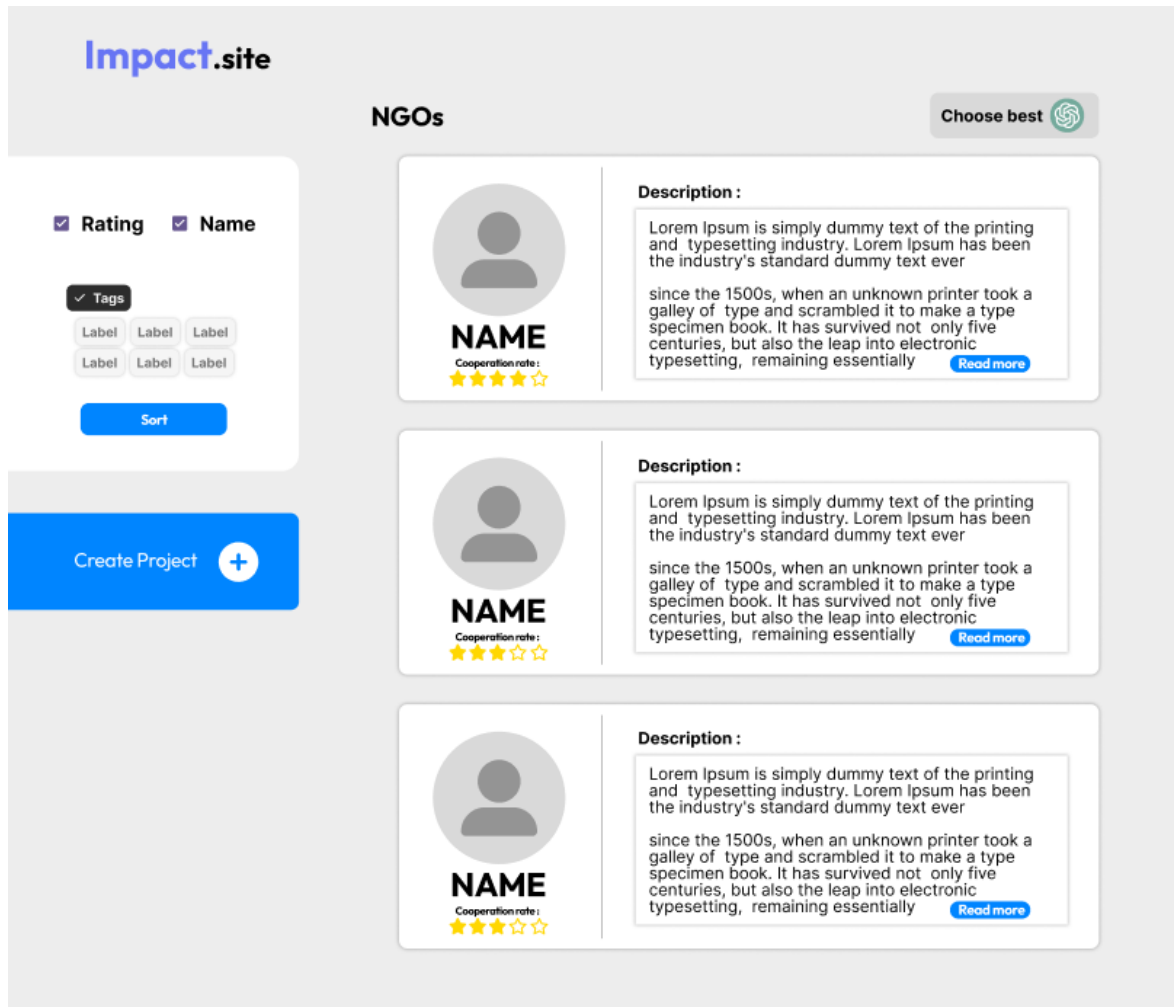 Impact.site
NGOs
Choose best
Rating
Name
Tags
Label Label Label
Label Label Label
Sort
Create Project
NAME
Cooperation rate :
Description :
Lorem Ipsum is simply dummy text of the printing
and typesetting industry. Lorem Ipsum has been
the industry's standard dummy text ever
since the 1500s, when an unknown printer took a
galley of type and scrambled it to make a type
specimen book. It has survived not only five
centuries, but also the leap into electronic
typesetting, remaining essentially
Read more
NAME
Cooperation rate :
Description :
Lorem Ipsum is simply dummy text of the printing
and typesetting industry. Lorem Ipsum has been
the industry's standard dummy text ever
since the 1500s, when an unknown printer took a
galley of type and scrambled it to make a type
specimen book. It has survived not only five
centuries, but also the leap into electronic
typesetting, remaining essentially
Read more
NAME
Cooperation rate :
Description :
Lorem Ipsum is simply dummy text of the printing
and typesetting industry. Lorem Ipsum has been
the industry's standard dummy text ever
since the 1500s, when an unknown printer took a
galley of type and scrambled it to make a type
specimen book. It has survived not only five
centuries, but also the leap into electronic
typesetting, remaining essentially
Read more